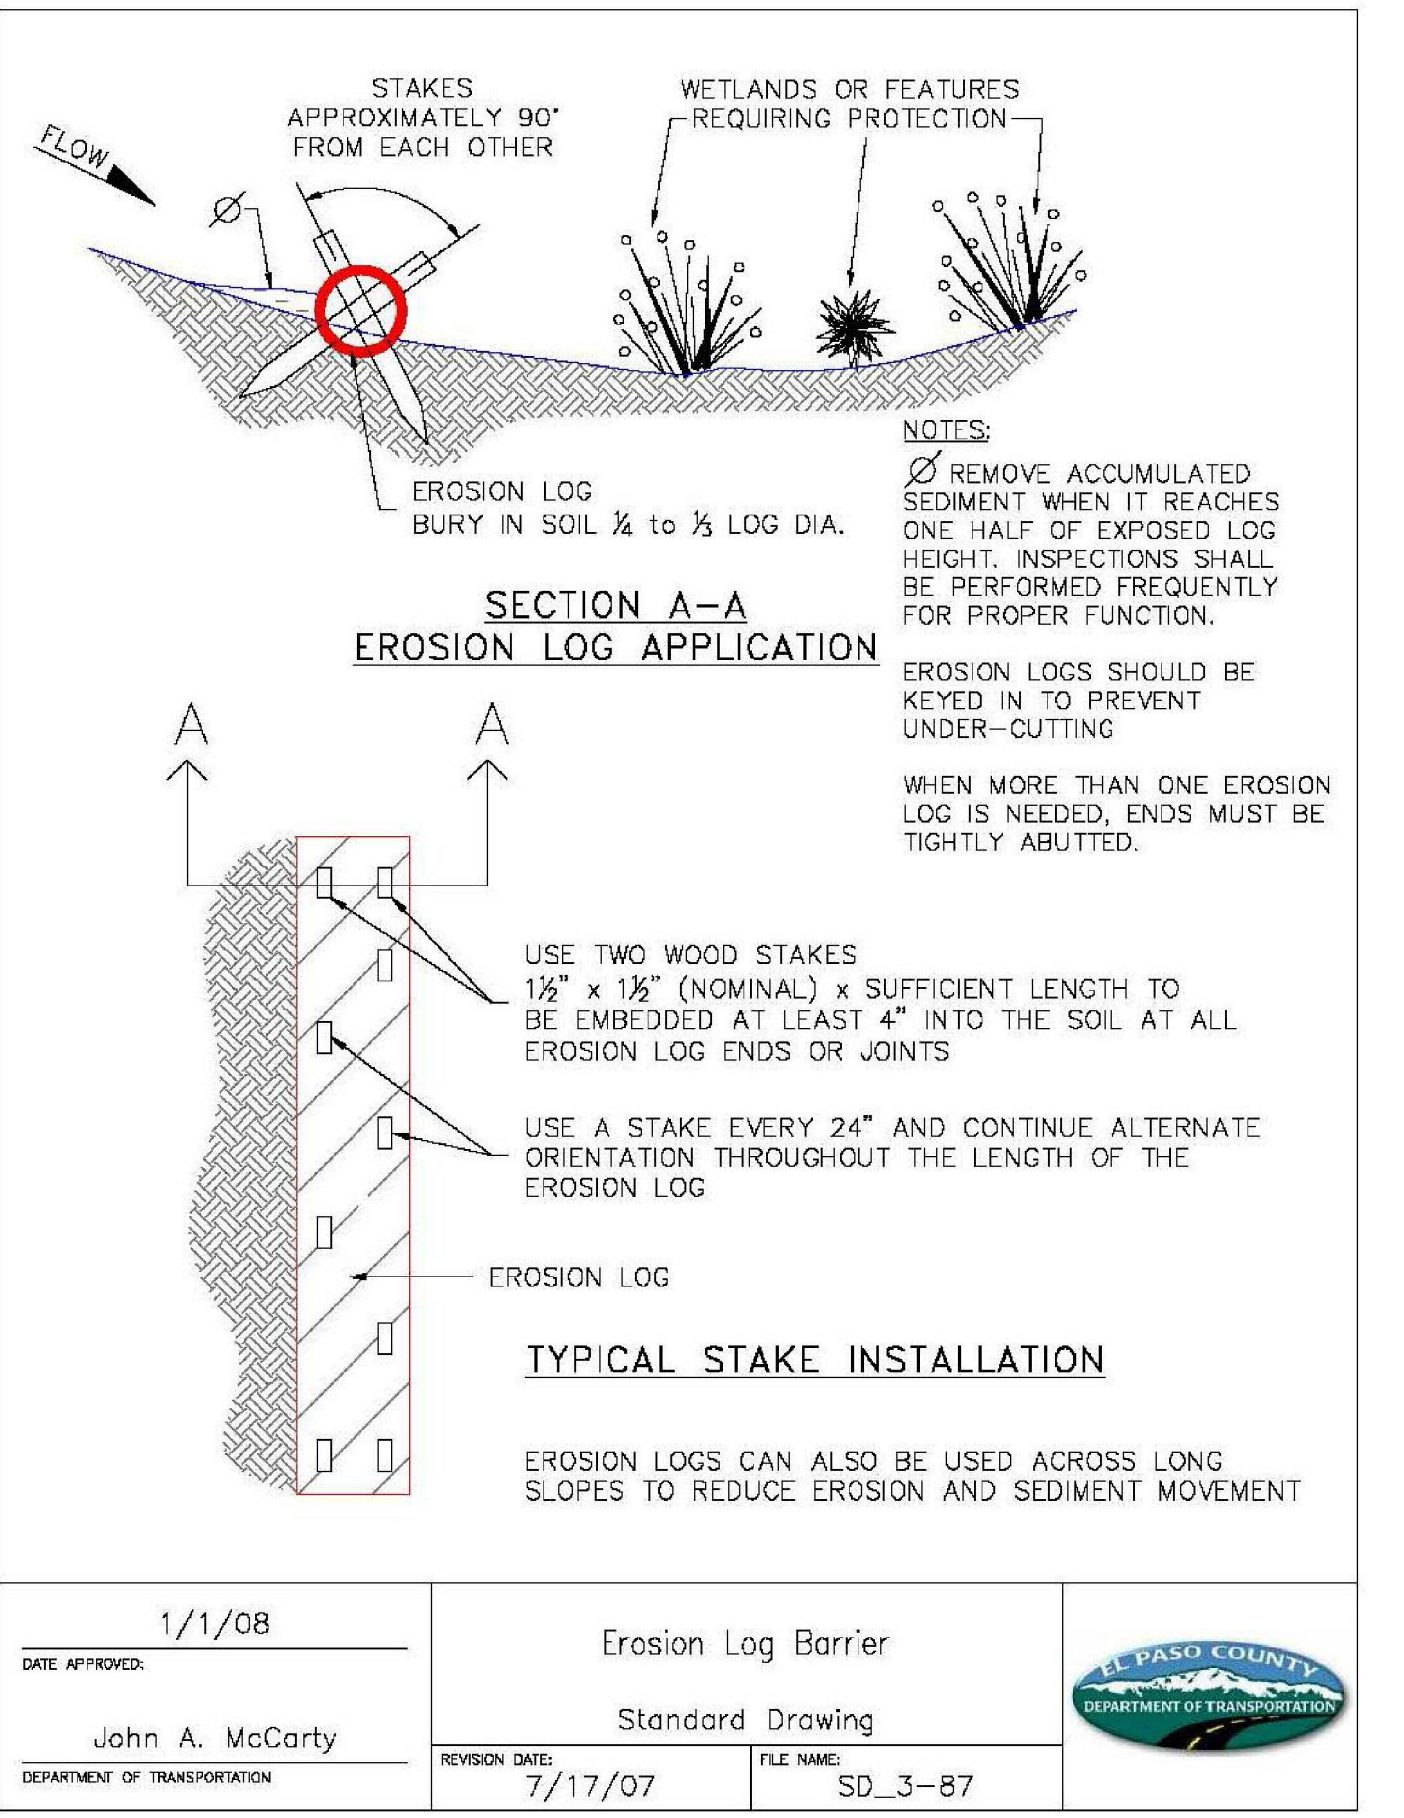 STAKES
APPROXIMATELY 90°
FROM EACH OTHER
WETLANDS OR FEATURES
REQUIRING PROTECTION
FLOW
Ø
EROSION LOG
BURY IN SOIL ¼ to ⅓ LOG DIA.
SECTION A-A
EROSION LOG APPLICATION
NOTES:
Ø REMOVE ACCUMULATED
SEDIMENT WHEN IT REACHES
ONE HALF OF EXPOSED LOG
HEIGHT. INSPECTIONS SHALL
BE PERFORMED FREQUENTLY
FOR PROPER FUNCTION.
EROSION LOGS SHOULD BE
KEYED IN TO PREVENT
UNDER-CUTTING
WHEN MORE THAN ONE EROSION
LOG IS NEEDED, ENDS MUST BE
TIGHTLY ABUTTED.
A A
USE TWO WOOD STAKES
1½" x 1½" (NOMINAL) x SUFFICIENT LENGTH TO
BE EMBEDDED AT LEAST 4" INTO THE SOIL AT ALL
EROSION LOG ENDS OR JOINTS
USE A STAKE EVERY 24" AND CONTINUE ALTERNATE
ORIENTATION THROUGHOUT THE LENGTH OF THE
EROSION LOG
EROSION LOG
TYPICAL STAKE INSTALLATION
EROSION LOGS CAN ALSO BE USED ACROSS LONG
SLOPES TO REDUCE EROSION AND SEDIMENT MOVEMENT
1/1/08
DATE APPROVED:
John A. McCarty
DEPARTMENT OF TRANSPORTATION
Erosion Log Barrier
Standard Drawing
REVISION DATE:
7/17/07
FILE NAME:
SD_3-87
EL PASO COUNTY
DEPARTMENT OF TRANSPORTATION